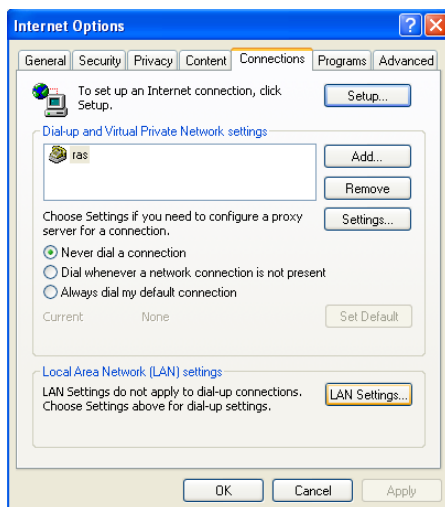 Internet Options
General Security Privacy Content Connections Programs Advanced
To set up an Internet connection, click
Setup.
Setup...
Dial-up and Virtual Private Network settings
ras
Add...
Remove
Choose Settings if you need to configure a proxy
server for a connection.
Settings...
Never dial a connection
Dial whenever a network connection is not present
Always dial my default connection
Current None Set Default
Local Area Network (LAN) settings
LAN Settings do not apply to dial-up connections.
Choose Settings above for dial-up settings.
LAN Settings...
OK Cancel Apply